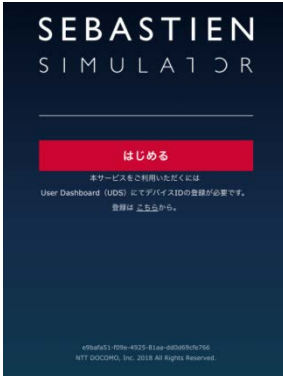 SEBASTIEN
SIMULATOR
はじめる
本サービスをご利用いただくには
User Dashboard（UDS）にてデバイスIDの登録が必要です。
登録は こちらから。
e9bafa51-f09e-4925-81aa-dd0d69cfe766
NTT DOCOMO, Inc. 2018 All Rights Reserved.